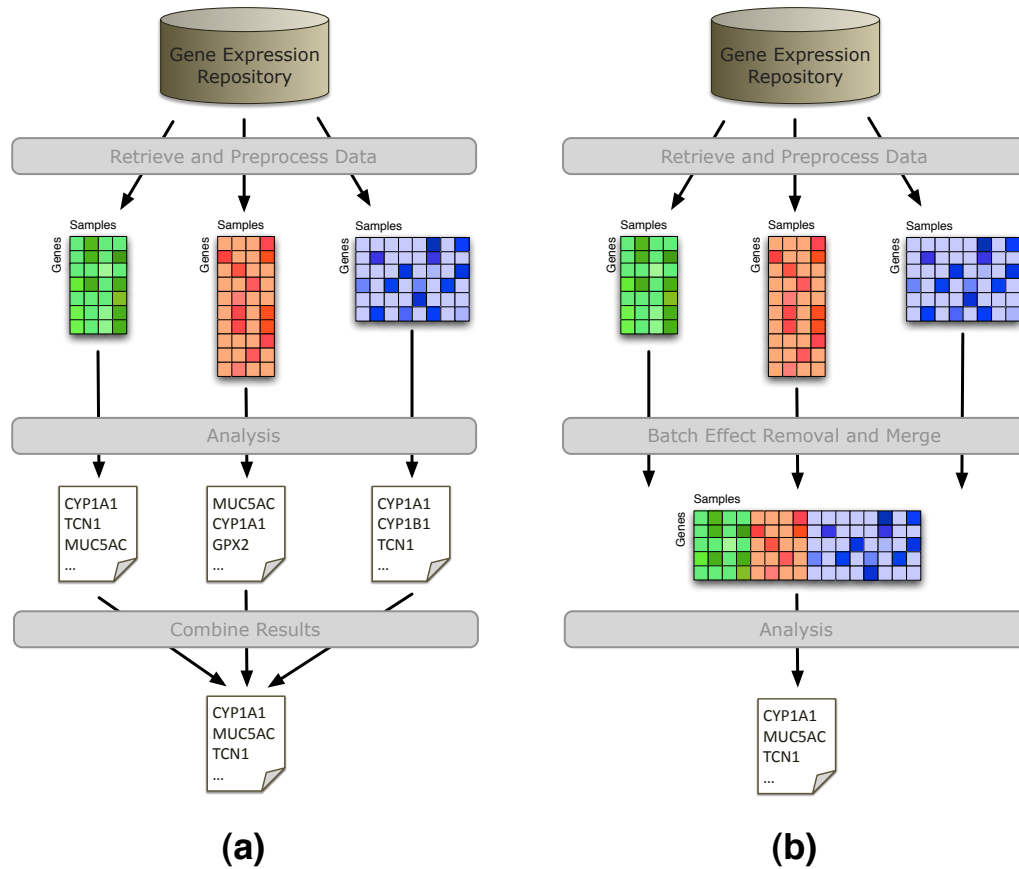 Gene Expression
Repository
Retrieve and Preprocess Data
Samples
Genes
Samples
Genes
Samples
Genes
Analysis
CYP1A1
TCN1
MUC5AC
...
MUC5AC
CYP1A1
GPX2
...
CYP1A1
CYP1B1
TCN1
...
Combine Results
CYP1A1
MUC5AC
TCN1
...
(a)
Gene Expression
Repository
Retrieve and Preprocess Data
Samples
Genes
Samples
Genes
Samples
Genes
Batch Effect Removal and Merge
Samples
Genes
Analysis
CYP1A1
MUC5AC
TCN1
...
(b)